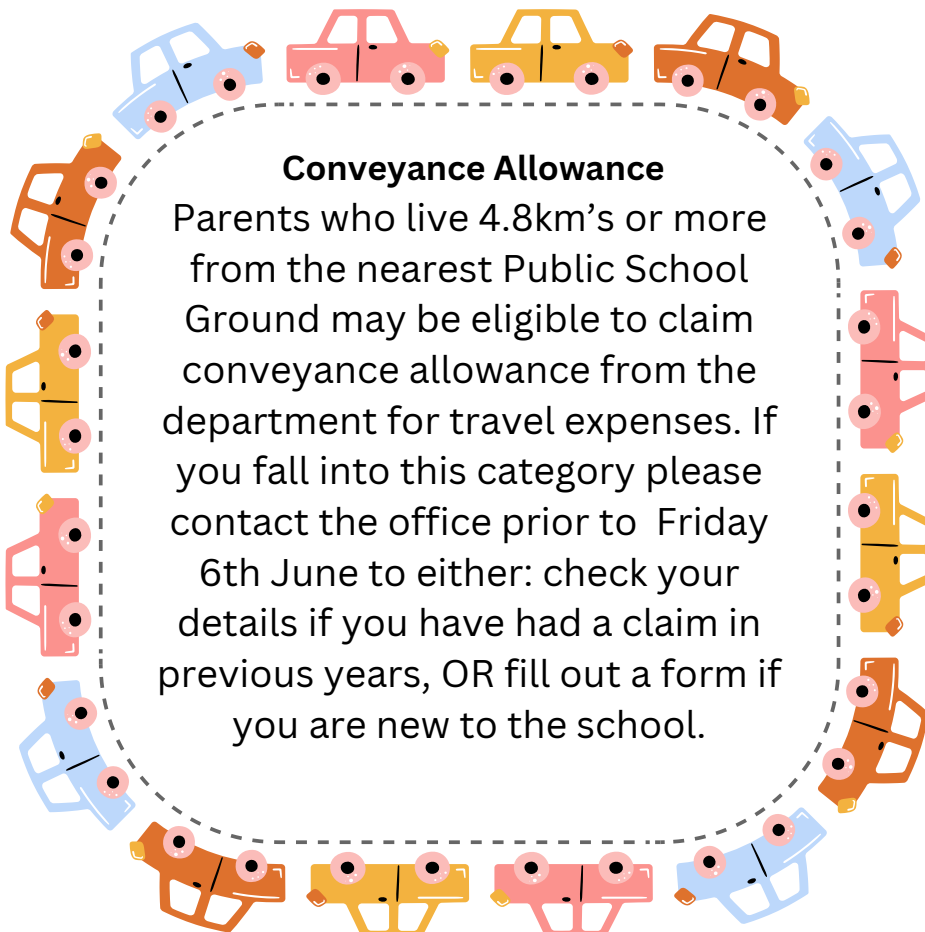 Conveyance Allowance
Parents who live 4.8km’s or more
from the nearest Public School
Ground may be eligible to claim
conveyance allowance from the
department for travel expenses. If
you fall into this category please
contact the office prior to  Friday
6th June to either: check your
details if you have had a claim in
previous years, OR fill out a form if
you are new to the school.